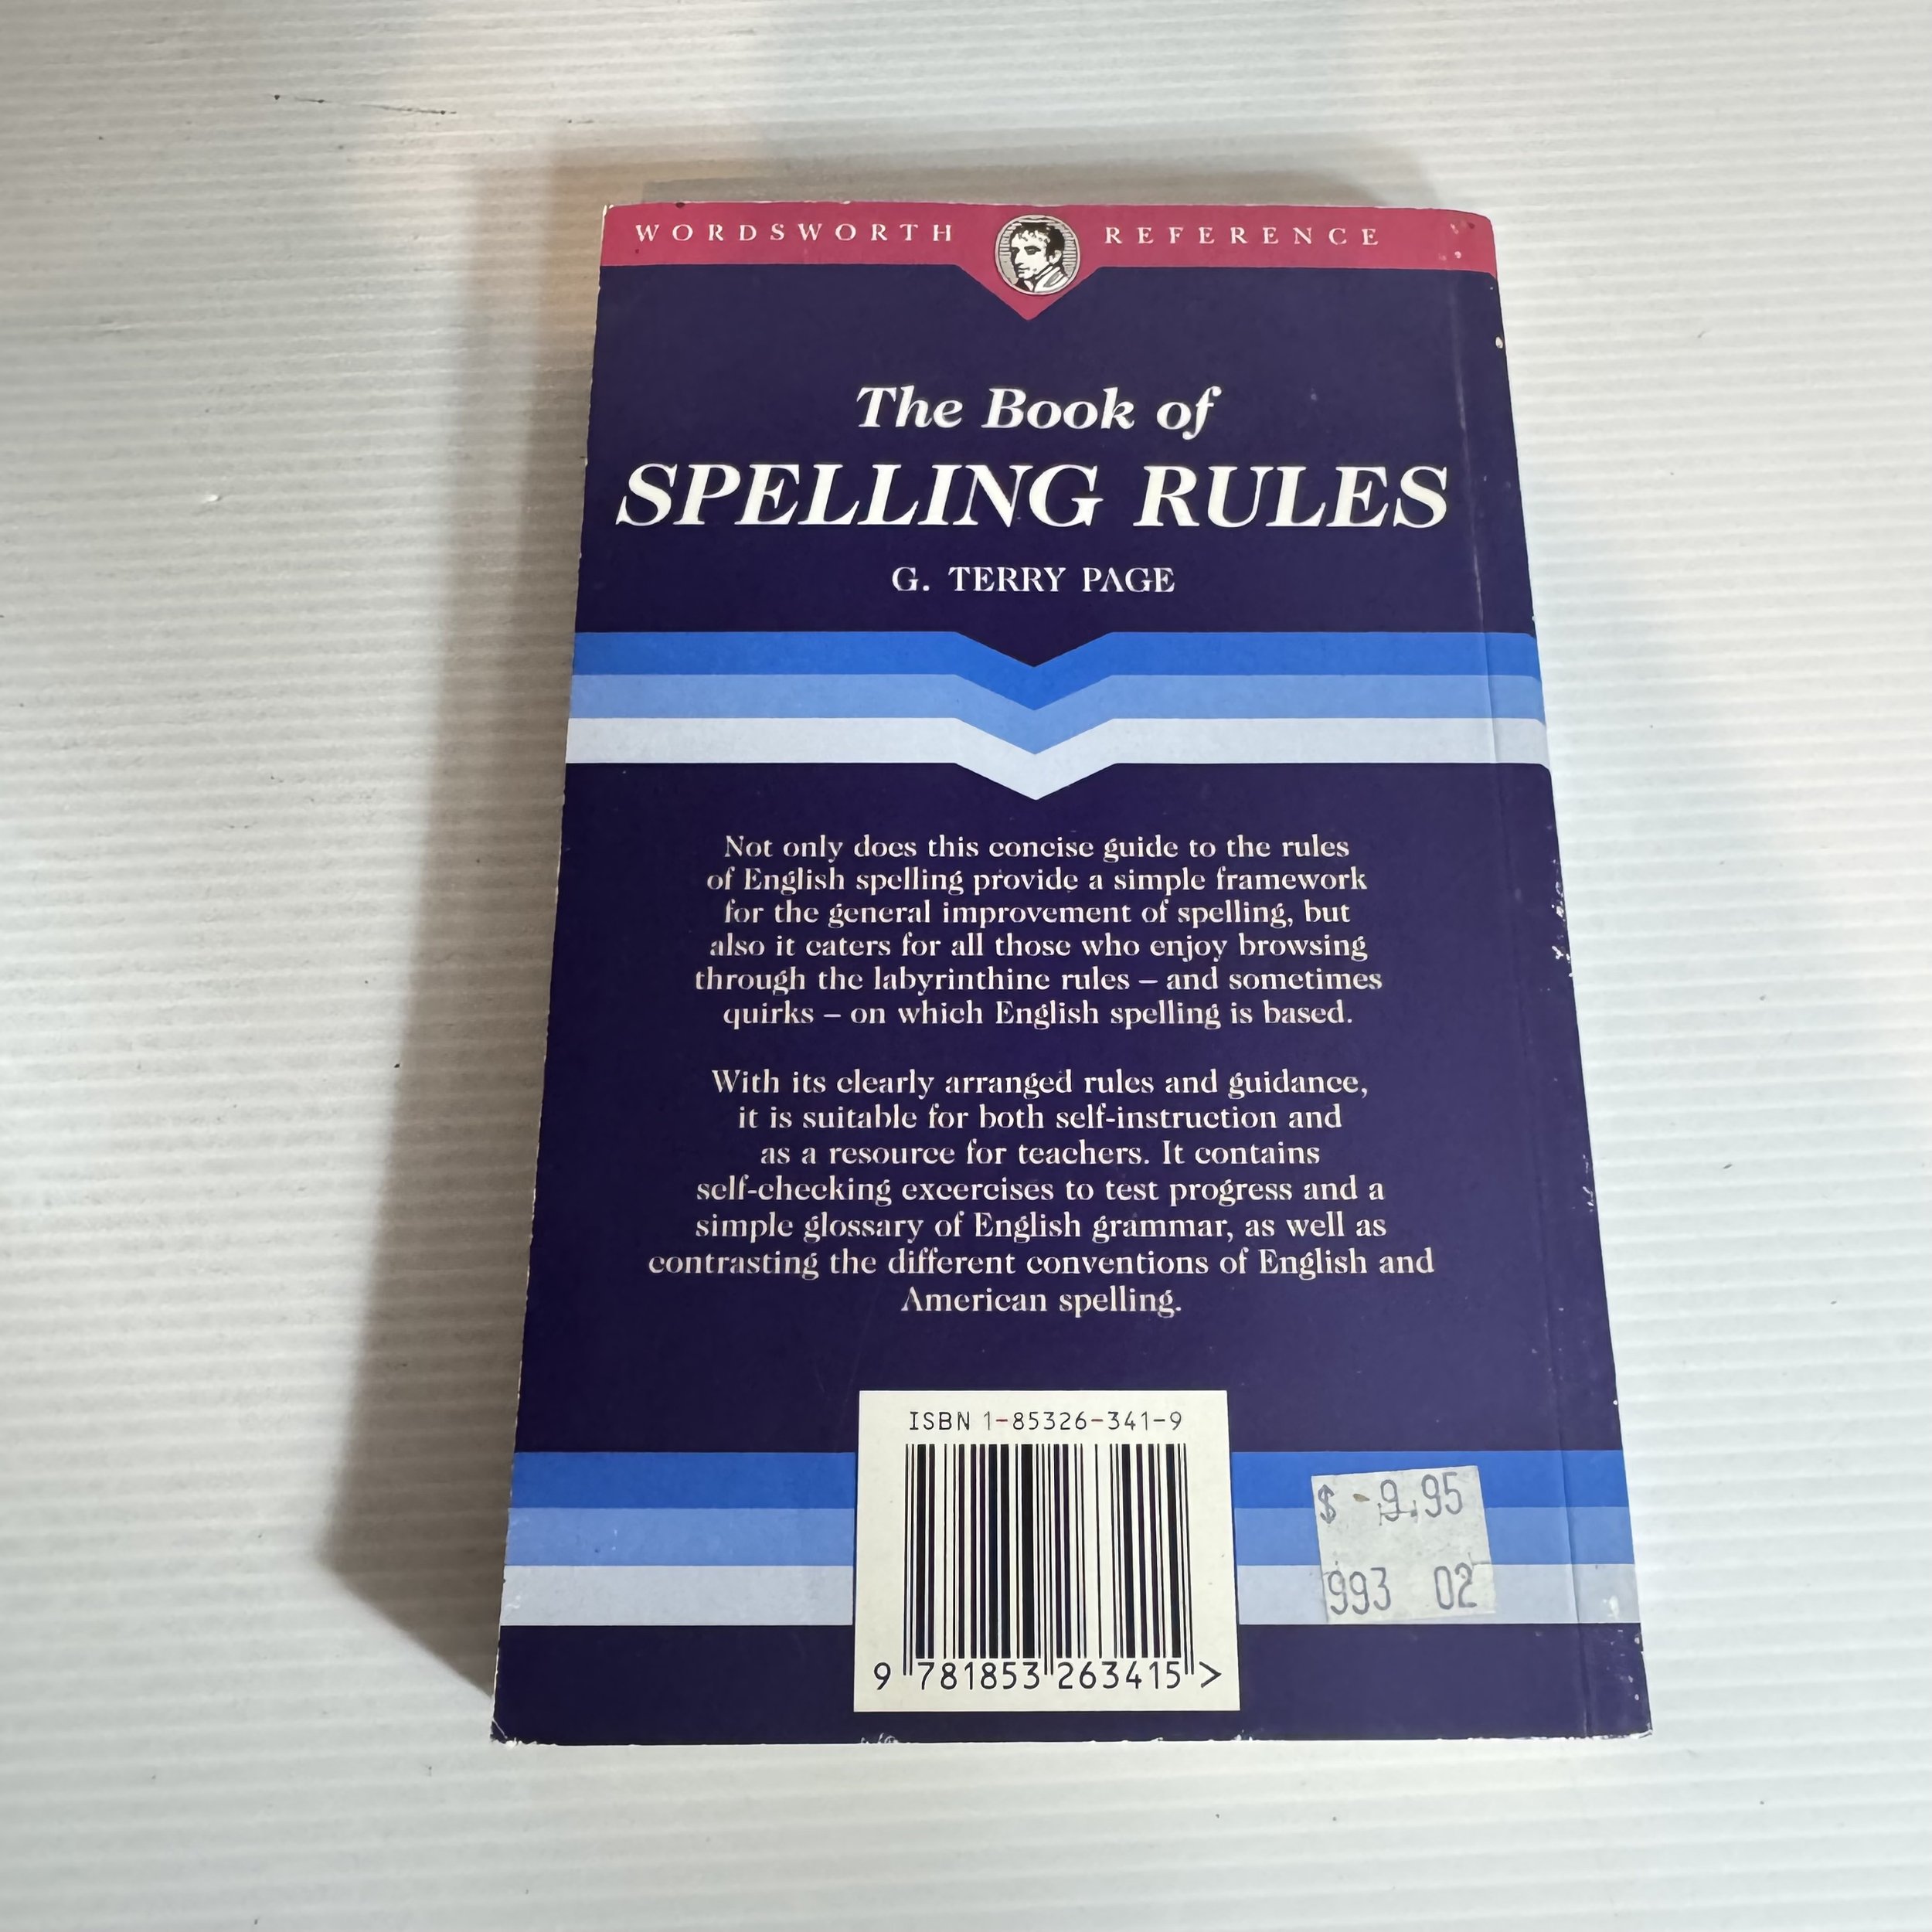 WORDSWORTH REFERENCE
The Book of
SPELLING RULES
G. TERRY PAGE
Not only does this concise guide to the rules
of English spelling provide a simple framework
for the general improvement of spelling, but
also it caters for all those who enjoy browsing
through the labyrinthine rules – and sometimes
quirks – on which English spelling is based.
With its clearly arranged rules and guidance,
it is suitable for both self-instruction and
as a resource for teachers. It contains
self-checking excercises to test progress and a
simple glossary of English grammar, as well as
contrasting the different conventions of English and
American spelling.
ISBN 1-85326-341-9
9 781853 263415 >
$ - 9.95
993 02